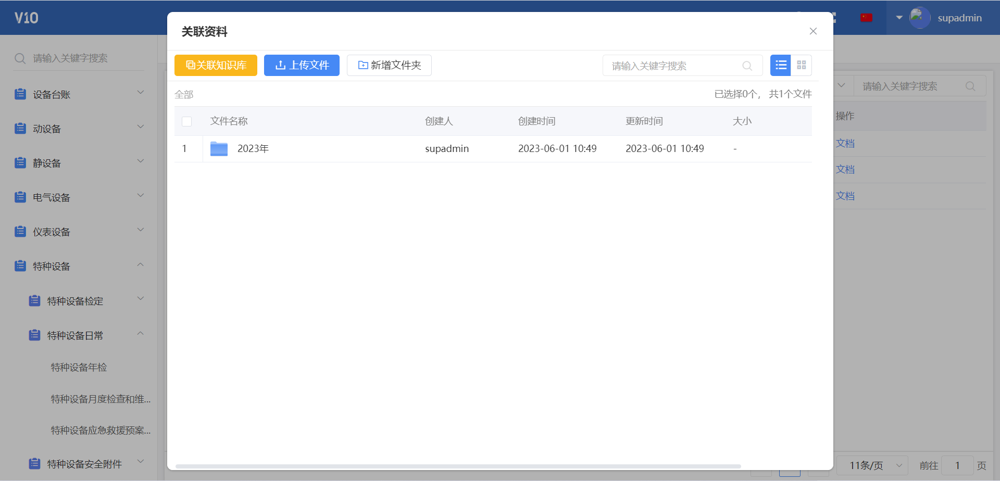 V10
supadmin
关联资料
请输入关键字搜索
关联知识库
上传文件
新增文件夹
请输入关键字搜索
请输入关键字搜索
全部
已选择0个， 共1个文件
文件名称
创建人
创建时间
更新时间
大小
操作
1
2023年
supadmin
2023-06-01 10:49
2023-06-01 10:49
-
文档
文档
文档
设备台账
动设备
静设备
电气设备
仪表设备
特种设备
特种设备检定
特种设备日常
特种设备年检
特种设备月度检查和维...
特种设备应急救援预案...
特种设备安全附件
11条/页
前往
1
页